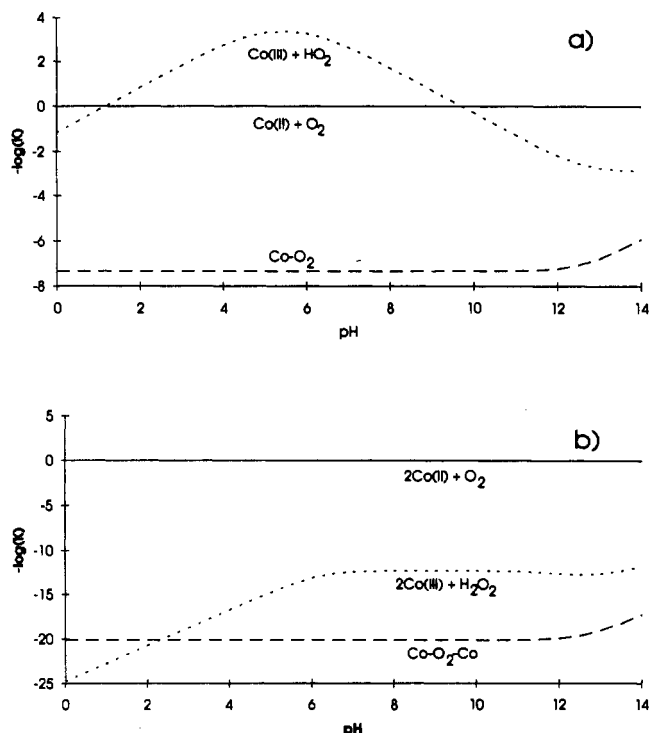 a)
4
2
0
-2
-4
-6
-8
-log(K)
Co(III) + HO2
Co(II) + O2
Co-O2
0 2 4 6 8 10 12 14
pH
b)
5
0
-5
-10
-15
-20
-25
-log(K)
2Co(II) + O2
2Co(III) + H2O2
Co-O2-Co
0 2 4 6 8 10 12 14
pH